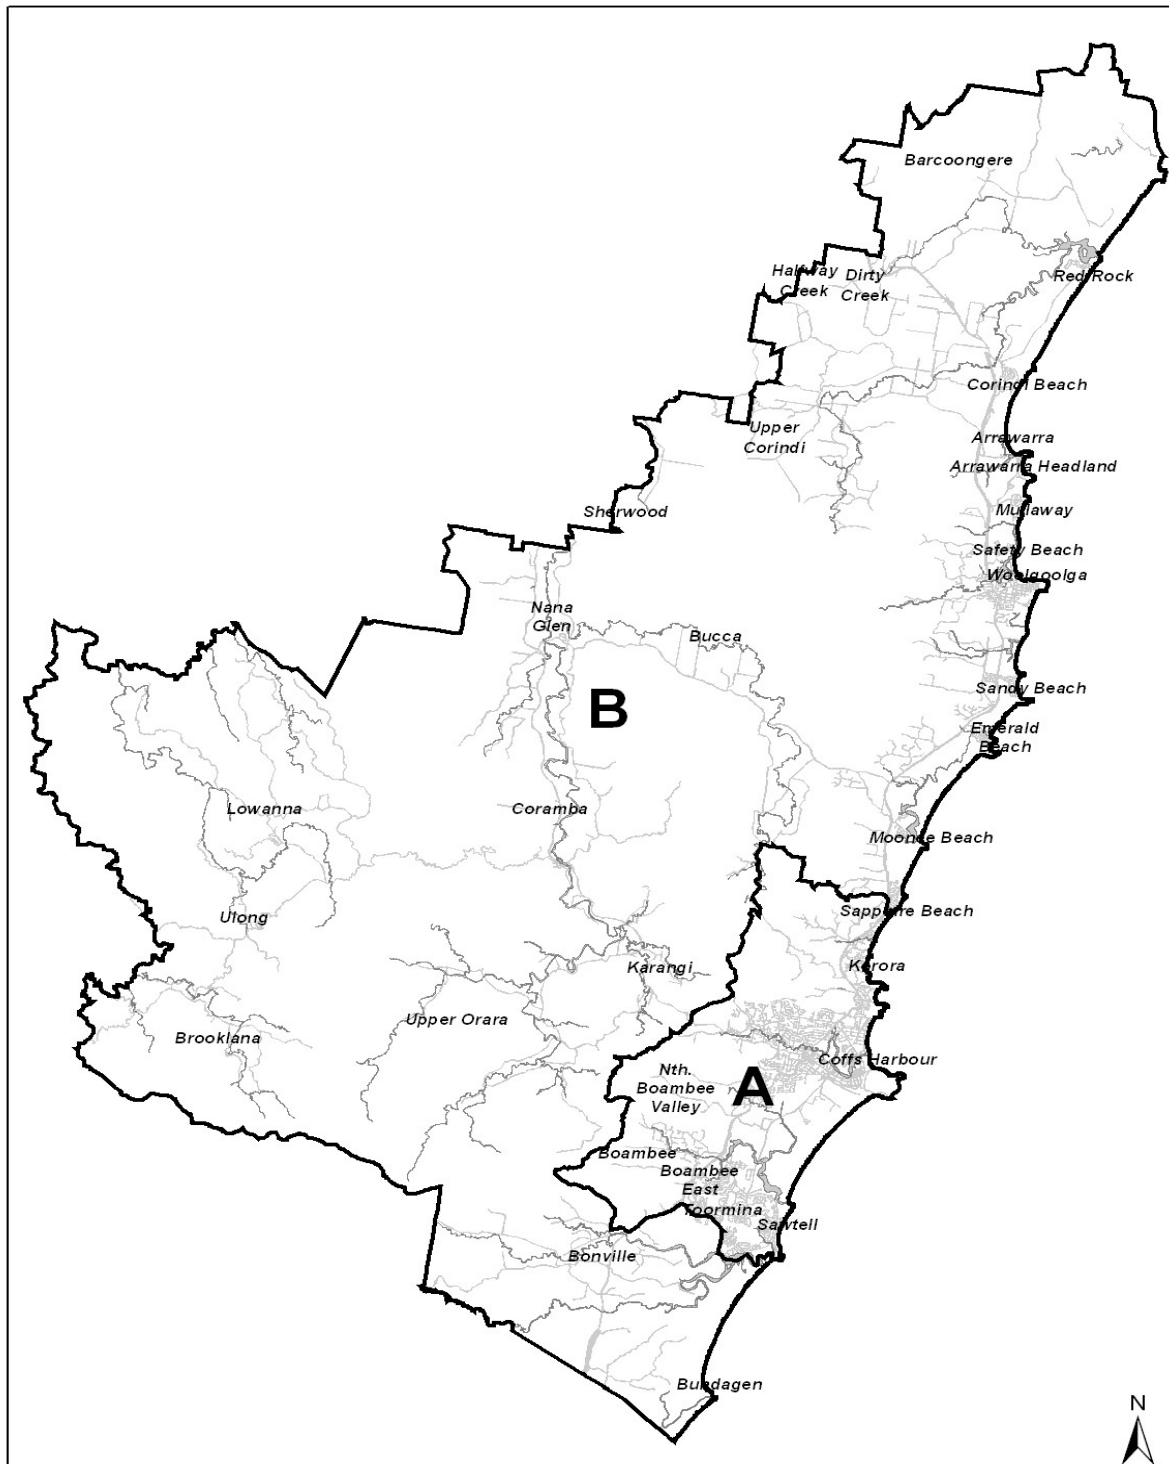 Barcoongere
Halfway
Creek
Dirty
Creek
Red Rock
Corindi Beach
Upper
Corindi
Arrawarra
Arrawarra Headland
Mullaway
Sherwood
Safety Beach
Woolgoolga
Nana
Glen
Bucca
Sandy Beach
B
Emerald
Beach
Lowanna
Coramba
Moonee Beach
Sapphire Beach
Ulong
Korora
Karangi
Upper Orara
Brooklana
Coffs Harbour
Nth.
Boambee
Valley
A
Boambee
Boambee
East
Toormina
Sawtell
Bonville
Bundagen
N